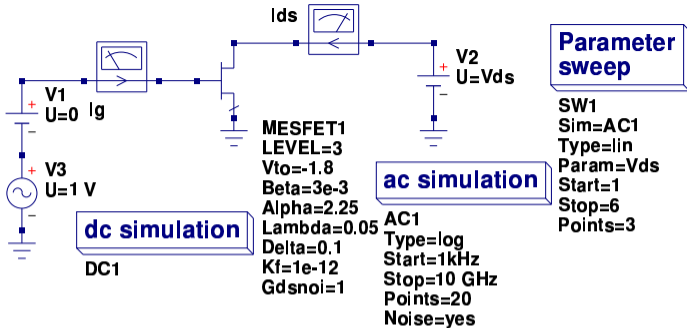 Ids
Parameter
sweep
V2
U=Vds
V1
U=0
Ig
V3
U=1 V
MESFET1
LEVEL=3
Vto=-1.8
Beta=3e-3
Alpha=2.25
Lambda=0.05
Delta=0.1
Kf=1e-12
Gdsnoi=1
SW1
Sim=AC1
Type=lin
Param=Vds
Start=1
Stop=6
Points=3
ac simulation
AC1
Type=log
Start=1kHz
Stop=10 GHz
Points=20
Noise=yes
dc simulation
DC1